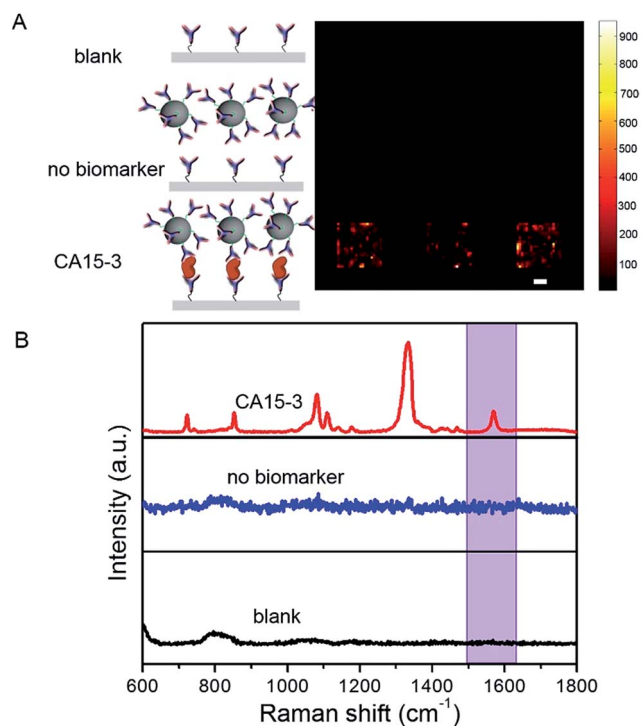 A
blank
no biomarker
CA15-3
900
800
700
600
500
400
300
200
100
B
CA15-3
no biomarker
blank
Intensity (a.u.)
600 800 1000 1200 1400 1600 1800
Raman shift (cm⁻¹)